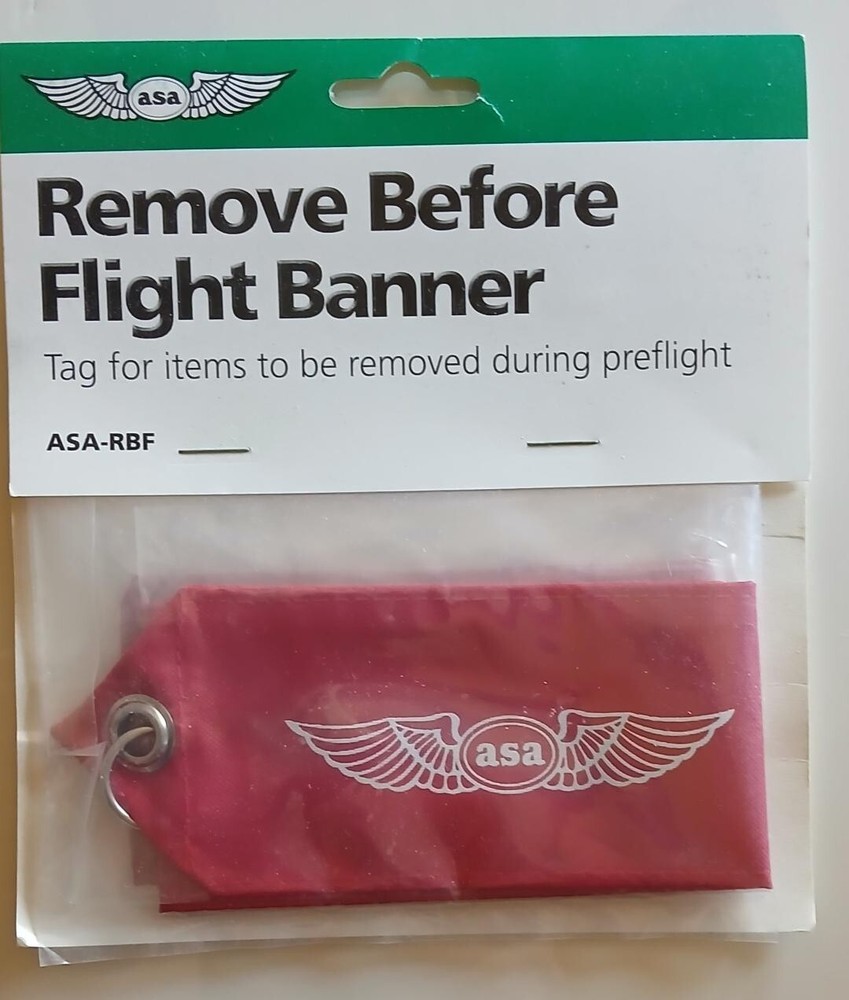 asa
Remove Before
Flight Banner
Tag for items to be removed during preflight
ASA-RBF
asa